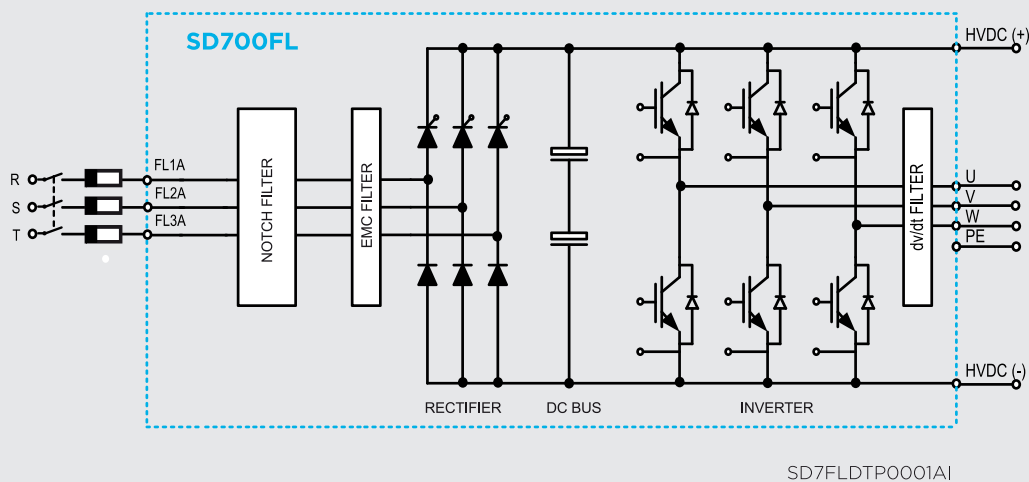 SD700FL
HVDC (+)
R
FL1A
S
FL2A
T
FL3A
NOTCH FILTER
EMC FILTER
dv/dt FILTER
U
V
W
PE
HVDC (-)
RECTIFIER
DC BUS
INVERTER
SD7FLDTP0001AI